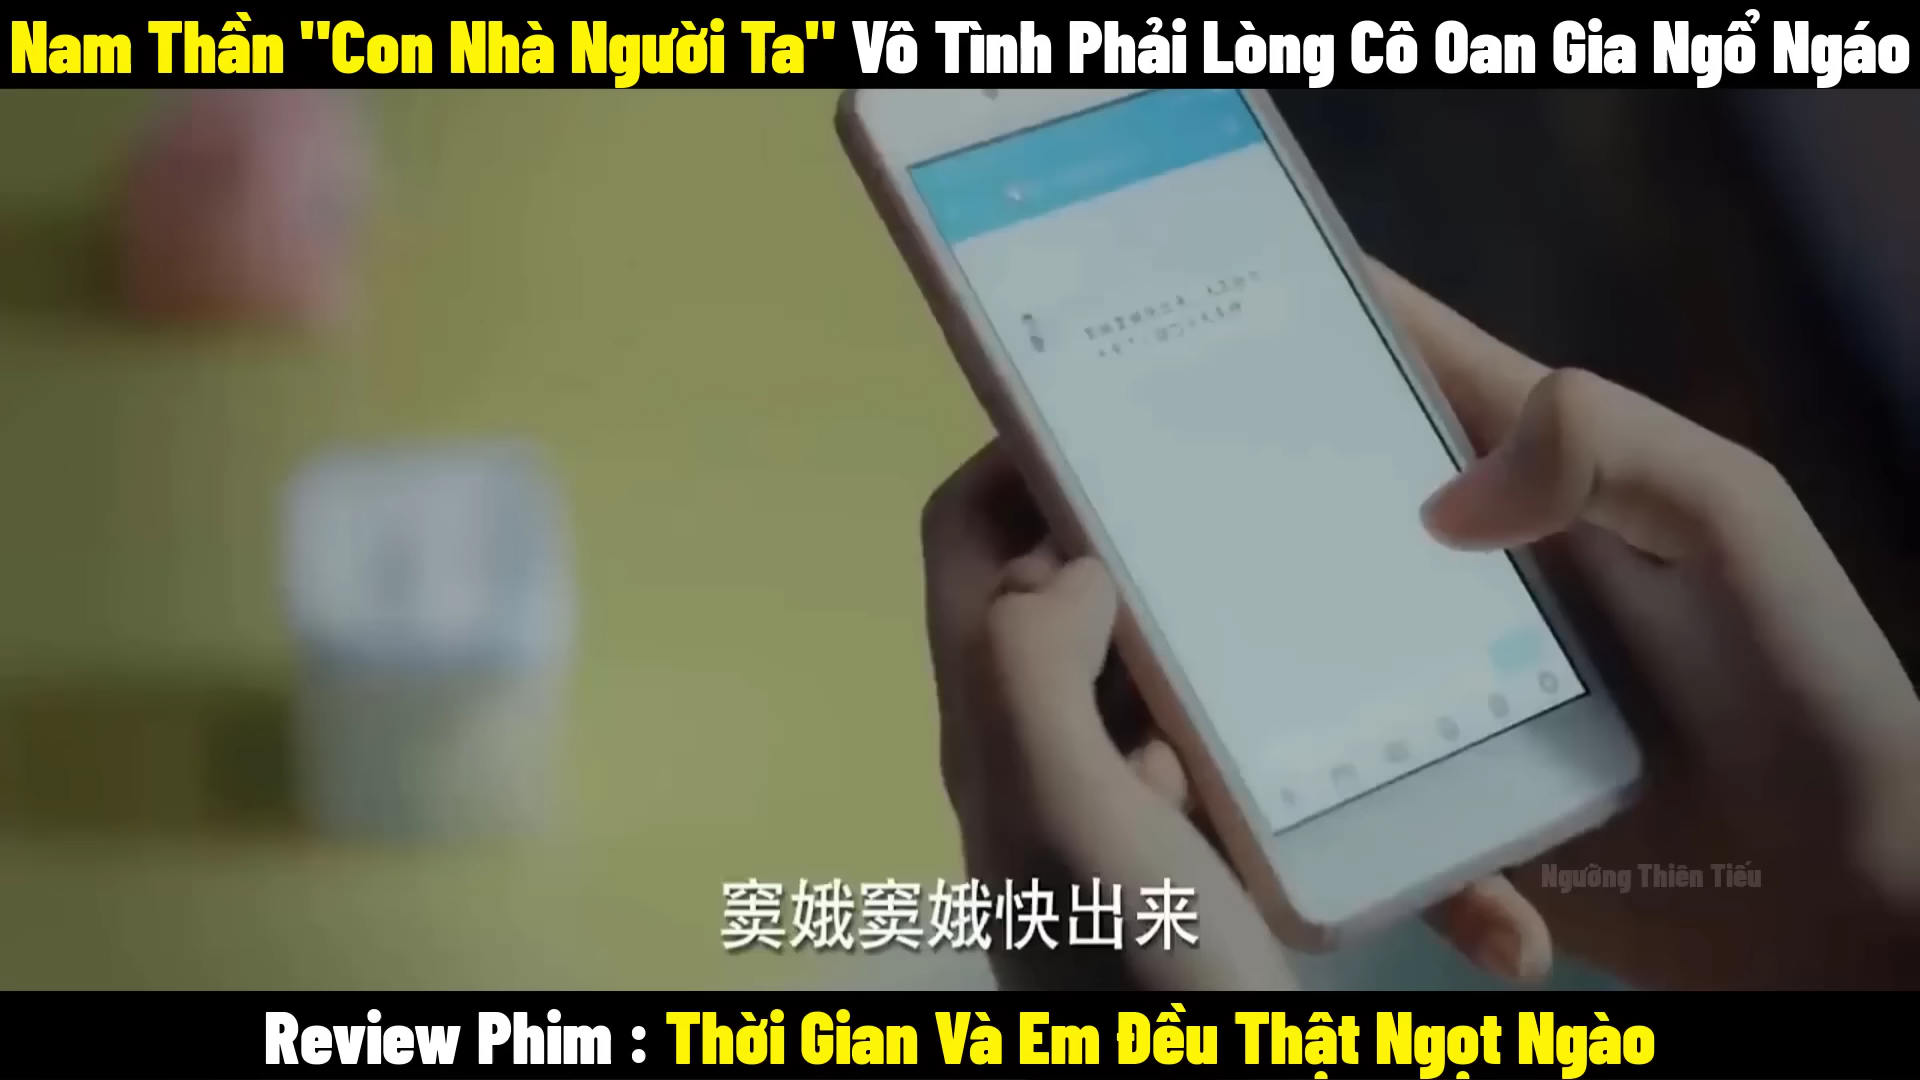 Nam Thần "Con Nhà Người Ta" Vô Tình Phải Lòng Cô Oan Gia Ngổ Ngáo
Ngưỡng Thiên Tiếu
窦娥窦娥快出来
Review Phim : Thời Gian Và Em Đều Thật Ngọt Ngào